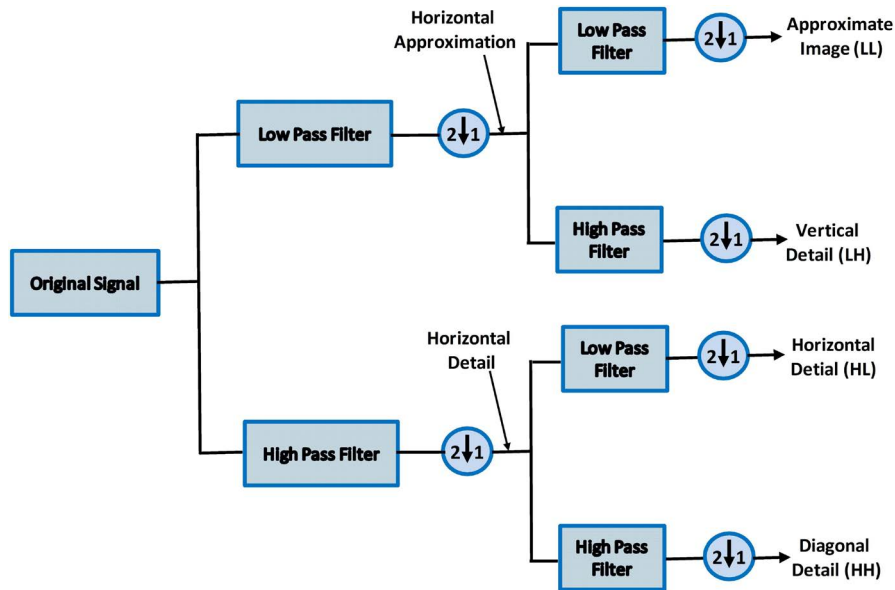 Horizontal
Approximation
Low Pass
Filter
2↓1
Approximate
Image (LL)
Low Pass Filter
2↓1
High Pass
Filter
2↓1
Vertical
Detail (LH)
Original Signal
Horizontal
Detail
Low Pass
Filter
2↓1
Horizontal
Detial (HL)
High Pass Filter
2↓1
High Pass
Filter
2↓1
Diagonal
Detail (HH)